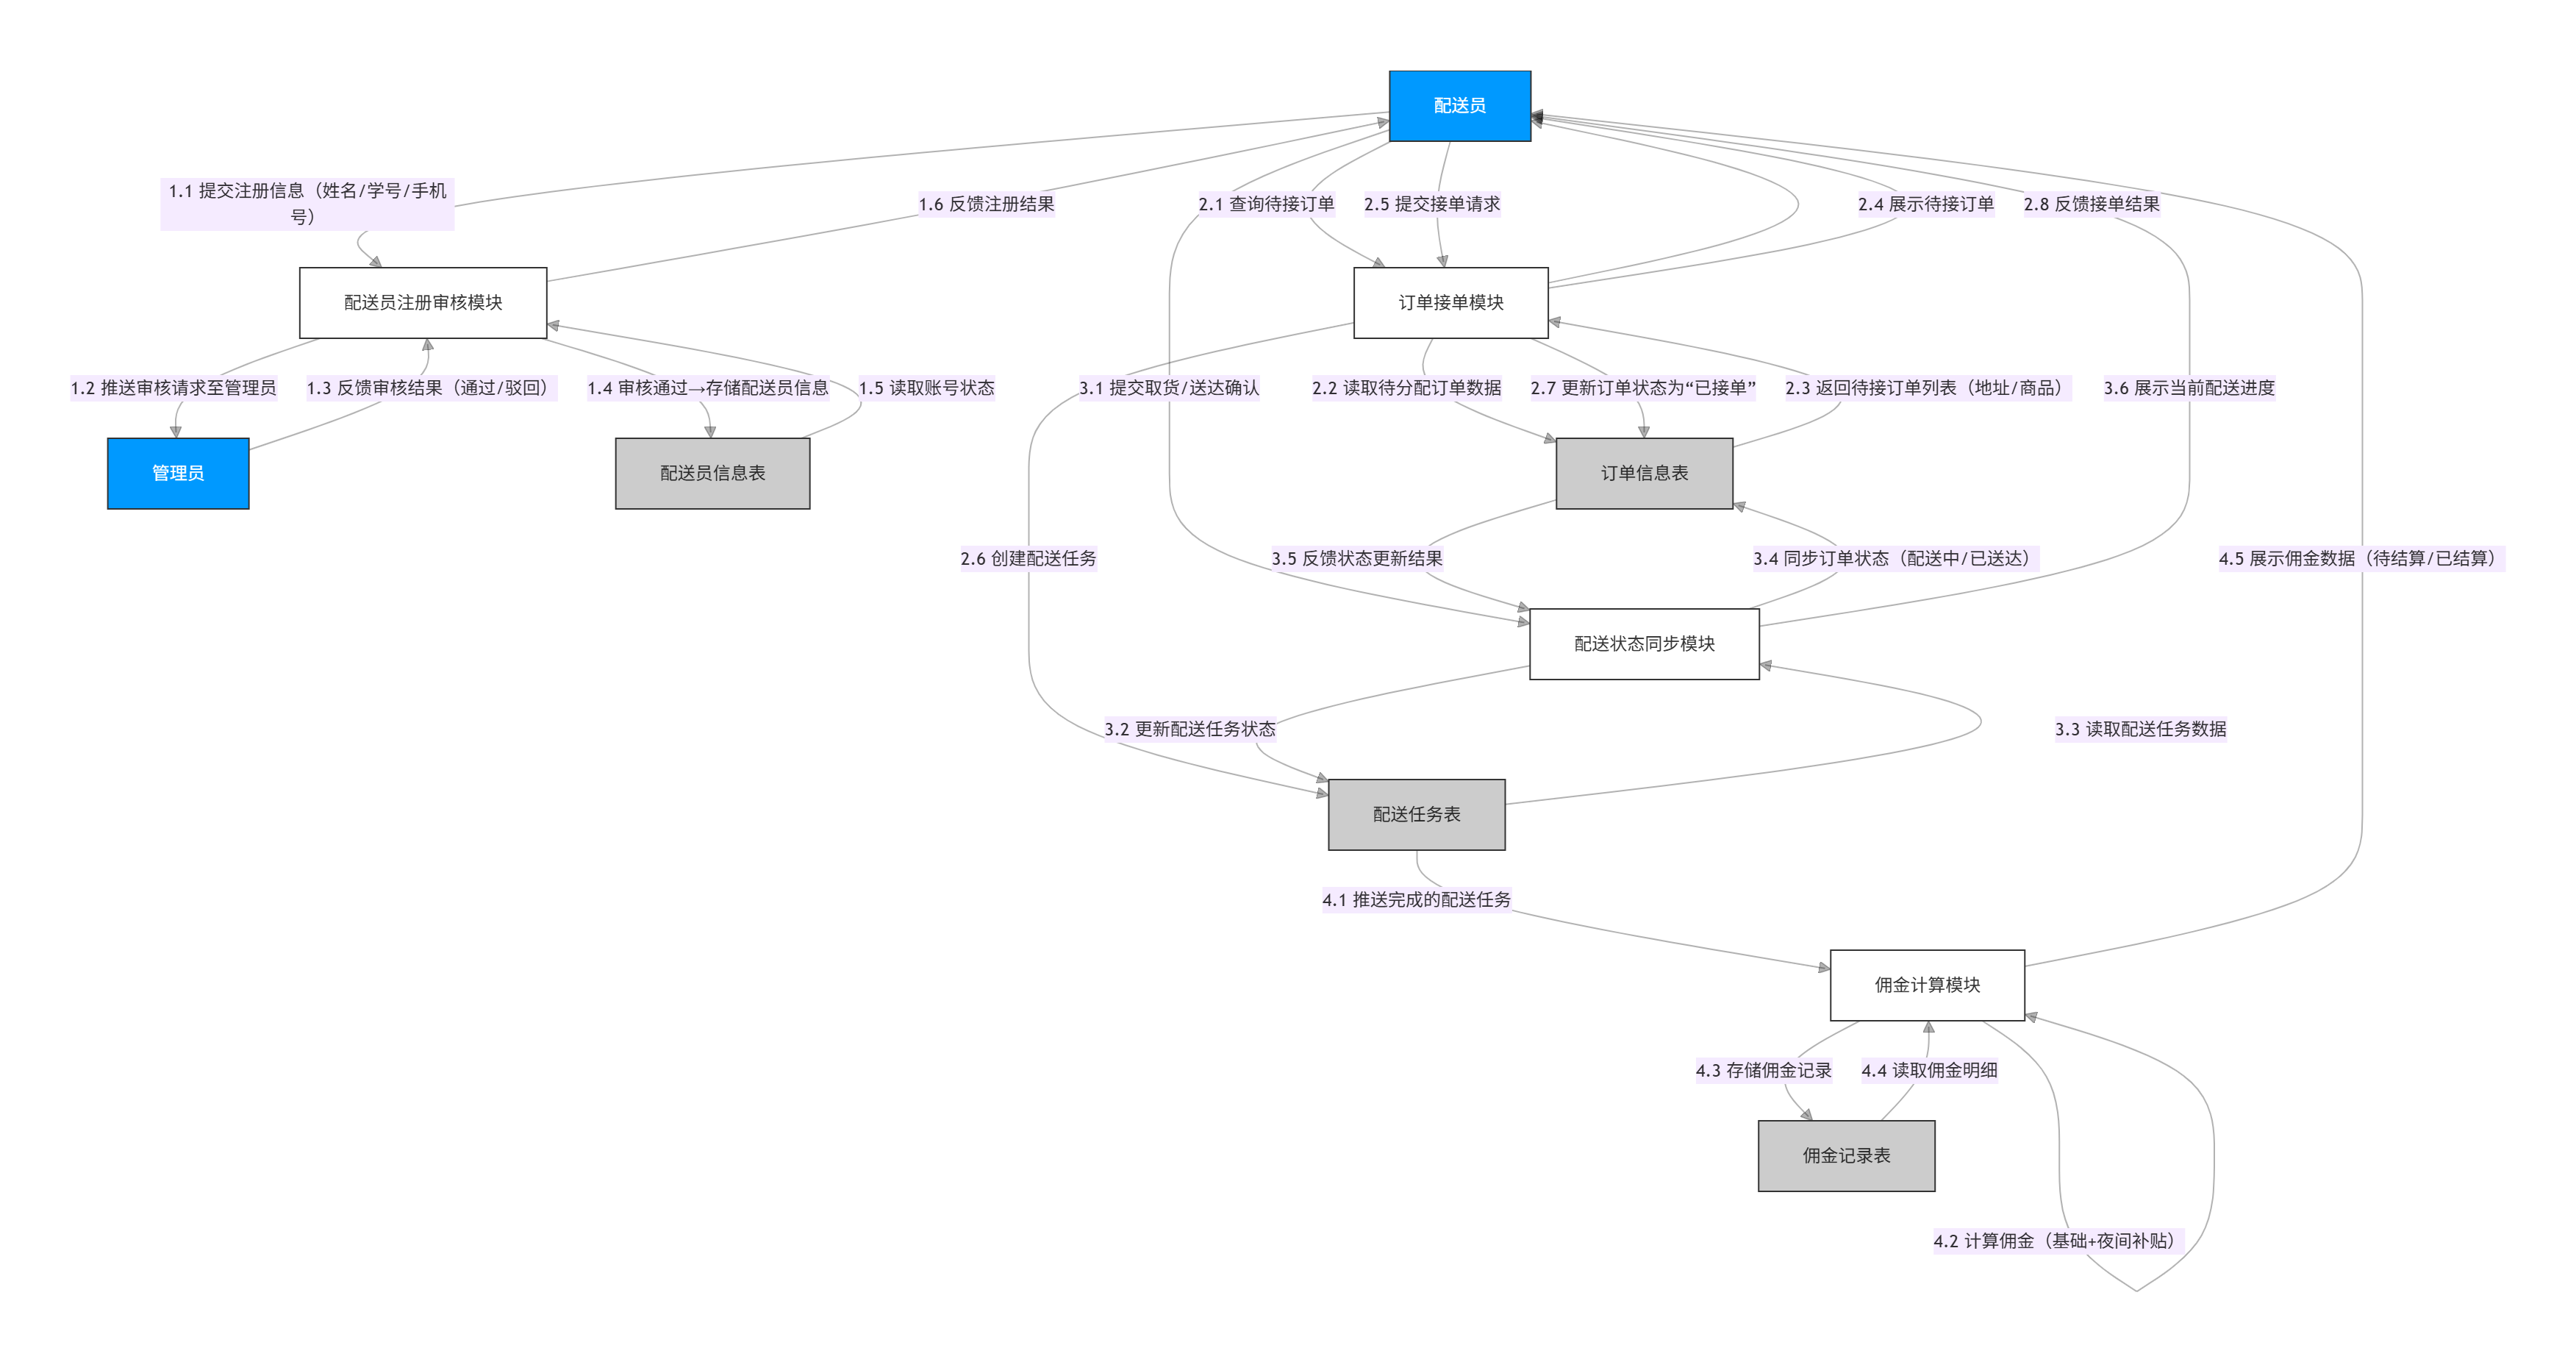 配送员
1.1 提交注册信息（姓名/学号/手机
号）
1.6 反馈注册结果
2.1 查询待接订单
2.5 提交接单请求
2.4 展示待接订单
2.8 反馈接单结果
配送员注册审核模块
订单接单模块
1.2 推送审核请求至管理员
1.3 反馈审核结果（通过/驳回）
1.4 审核通过→存储配送员信息
1.5 读取账号状态
3.1 提交取货/送达确认
2.2 读取待分配订单数据
2.7 更新订单状态为“已接单”
2.3 返回待接订单列表（地址/商品）
3.6 展示当前配送进度
管理员
配送员信息表
订单信息表
2.6 创建配送任务
3.5 反馈状态更新结果
3.4 同步订单状态（配送中/已送达）
4.5 展示佣金数据（待结算/已结算）
配送状态同步模块
3.2 更新配送任务状态
3.3 读取配送任务数据
配送任务表
4.1 推送完成的配送任务
佣金计算模块
4.3 存储佣金记录
4.4 读取佣金明细
佣金记录表
4.2 计算佣金（基础+夜间补贴）